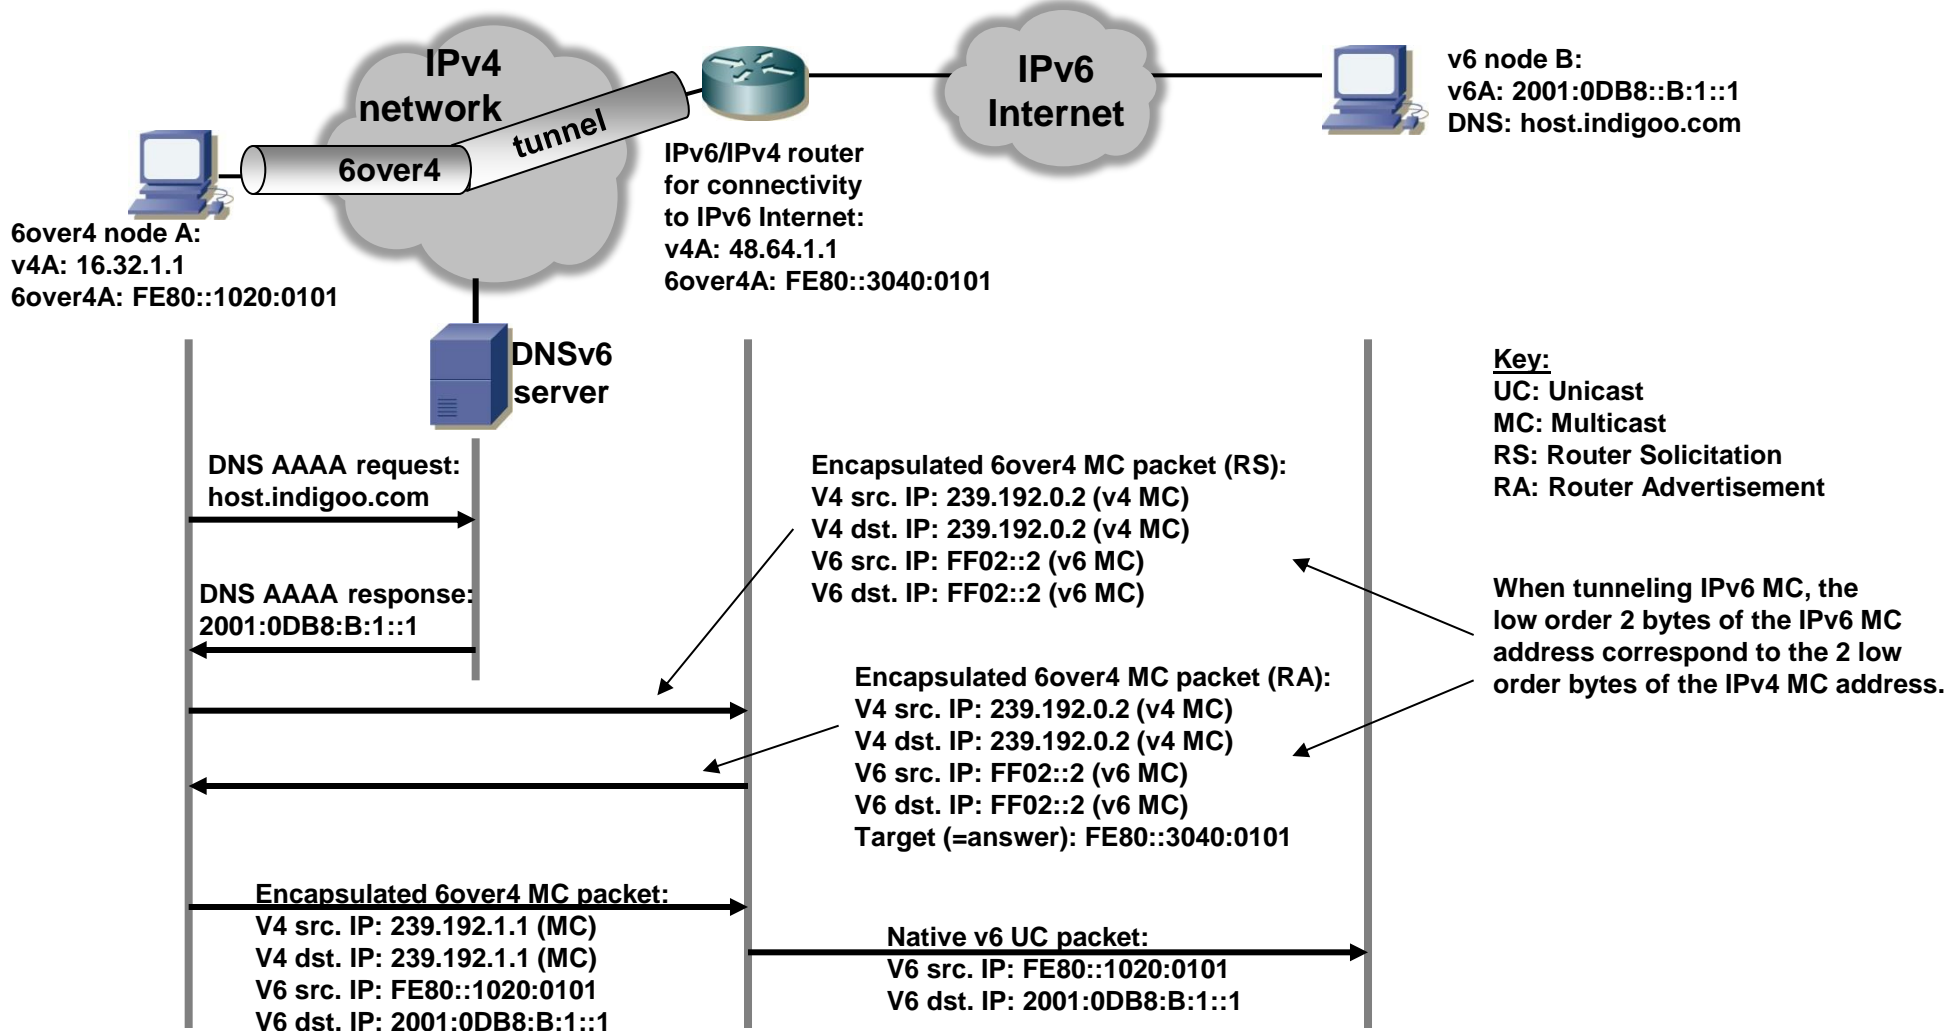 IPv4
network
6over4
tunnel
IPv6
Internet
v6 node B:
v6A: 2001:0DB8::B:1::1
DNS: host.indigoo.com
IPv6/IPv4 router
for connectivity
to IPv6 Internet:
v4A: 48.64.1.1
6over4A: FE80::3040:0101
6over4 node A:
v4A: 16.32.1.1
6over4A: FE80::1020:0101
DNSv6
server
Key:
UC: Unicast
MC: Multicast
RS: Router Solicitation
RA: Router Advertisement
DNS AAAA request:
host.indigoo.com
Encapsulated 6over4 MC packet (RS):
V4 src. IP: 239.192.0.2 (v4 MC)
V4 dst. IP: 239.192.0.2 (v4 MC)
V6 src. IP: FF02::2 (v6 MC)
V6 dst. IP: FF02::2 (v6 MC)
DNS AAAA response:
2001:0DB8:B:1::1
When tunneling IPv6 MC, the
low order 2 bytes of the IPv6 MC
address correspond to the 2 low
order bytes of the IPv4 MC address.
Encapsulated 6over4 MC packet (RA):
V4 src. IP: 239.192.0.2 (v4 MC)
V4 dst. IP: 239.192.0.2 (v4 MC)
V6 src. IP: FF02::2 (v6 MC)
V6 dst. IP: FF02::2 (v6 MC)
Target (=answer): FE80::3040:0101
Encapsulated 6over4 MC packet:
V4 src. IP: 239.192.1.1 (MC)
V4 dst. IP: 239.192.1.1 (MC)
V6 src. IP: FE80::1020:0101
V6 dst. IP: 2001:0DB8:B:1::1
Native v6 UC packet:
V6 src. IP: FE80::1020:0101
V6 dst. IP: 2001:0DB8:B:1::1